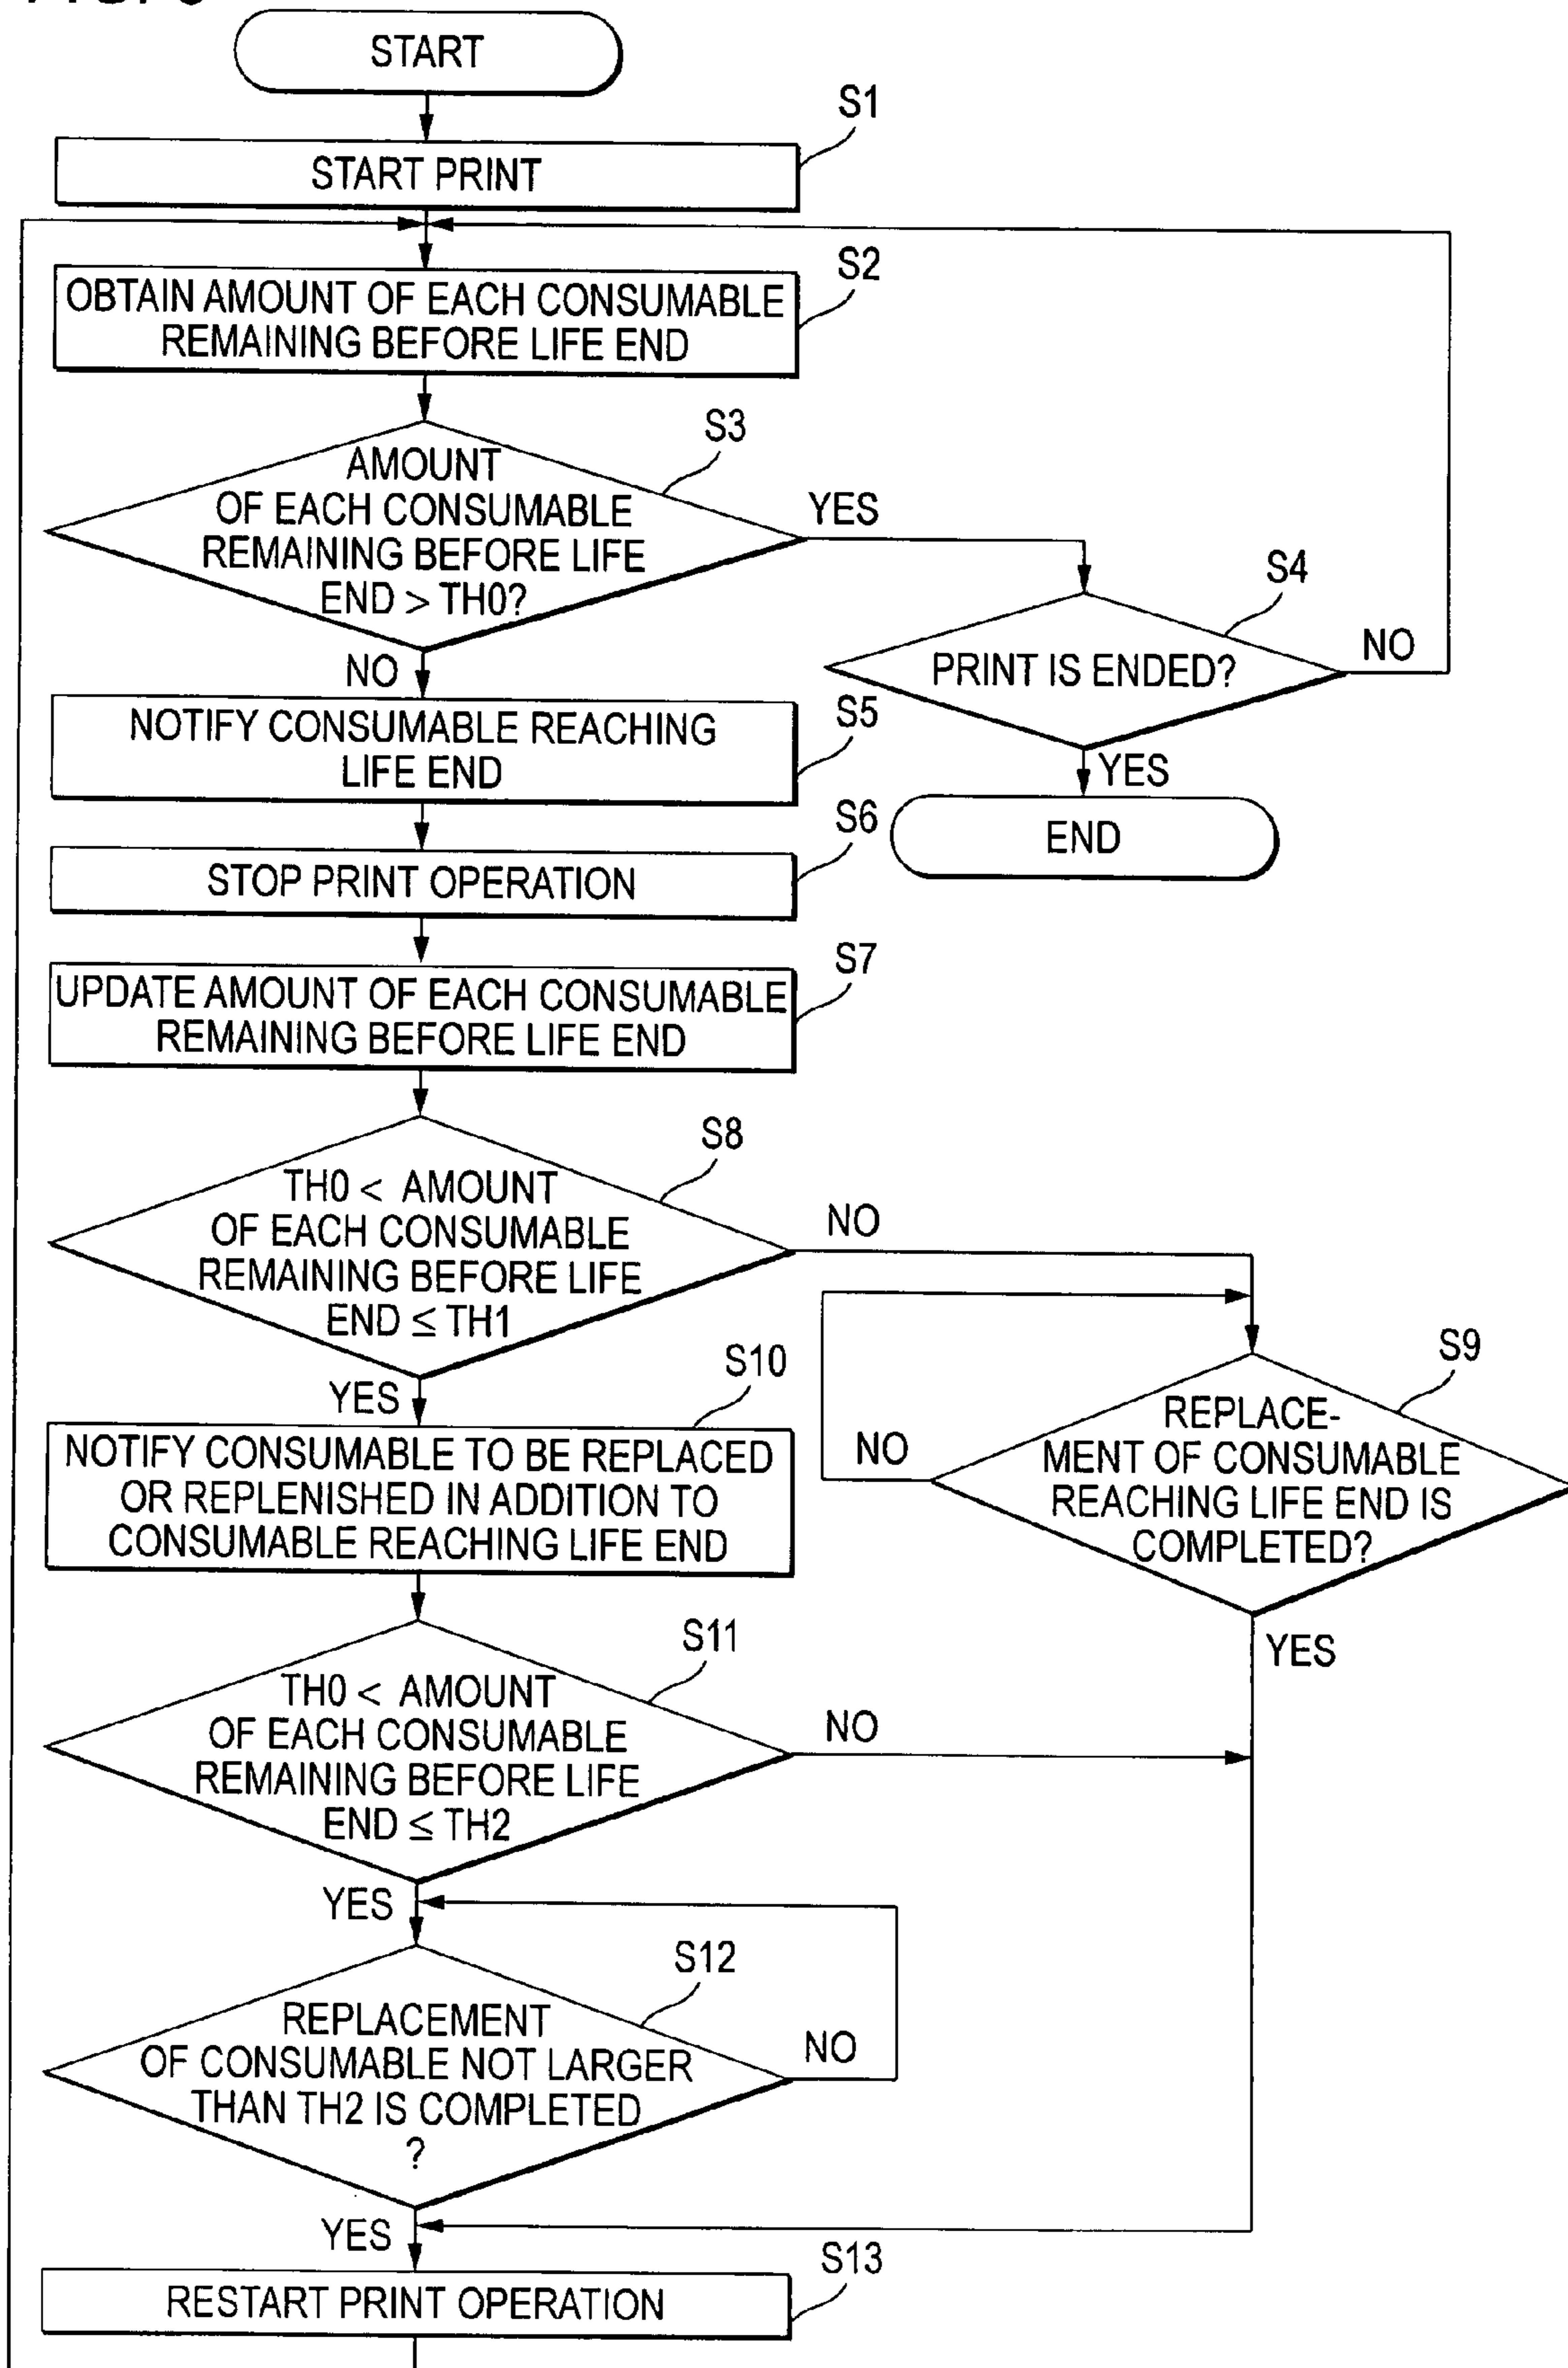 START
S1
START PRINT
S2
OBTAIN AMOUNT OF EACH CONSUMABLE
REMAINING BEFORE LIFE END
S3
AMOUNT
OF EACH CONSUMABLE
REMAINING BEFORE LIFE
END > TH0?
YES
S4
PRINT IS ENDED?
NO
NO
YES
END
S5
NOTIFY CONSUMABLE REACHING
LIFE END
S6
STOP PRINT OPERATION
S7
UPDATE AMOUNT OF EACH CONSUMABLE
REMAINING BEFORE LIFE END
S8
TH0 < AMOUNT
OF EACH CONSUMABLE
REMAINING BEFORE LIFE
END ≤ TH1
NO
S9
REPLACE-
MENT OF CONSUMABLE
REACHING LIFE END IS
COMPLETED?
NO
YES
YES
S10
NOTIFY CONSUMABLE TO BE REPLACED
OR REPLENISHED IN ADDITION TO
CONSUMABLE REACHING LIFE END
S11
TH0 < AMOUNT
OF EACH CONSUMABLE
REMAINING BEFORE LIFE
END ≤ TH2
NO
YES
S12
REPLACEMENT
OF CONSUMABLE NOT LARGER
THAN TH2 IS COMPLETED
?
NO
YES
S13
RESTART PRINT OPERATION